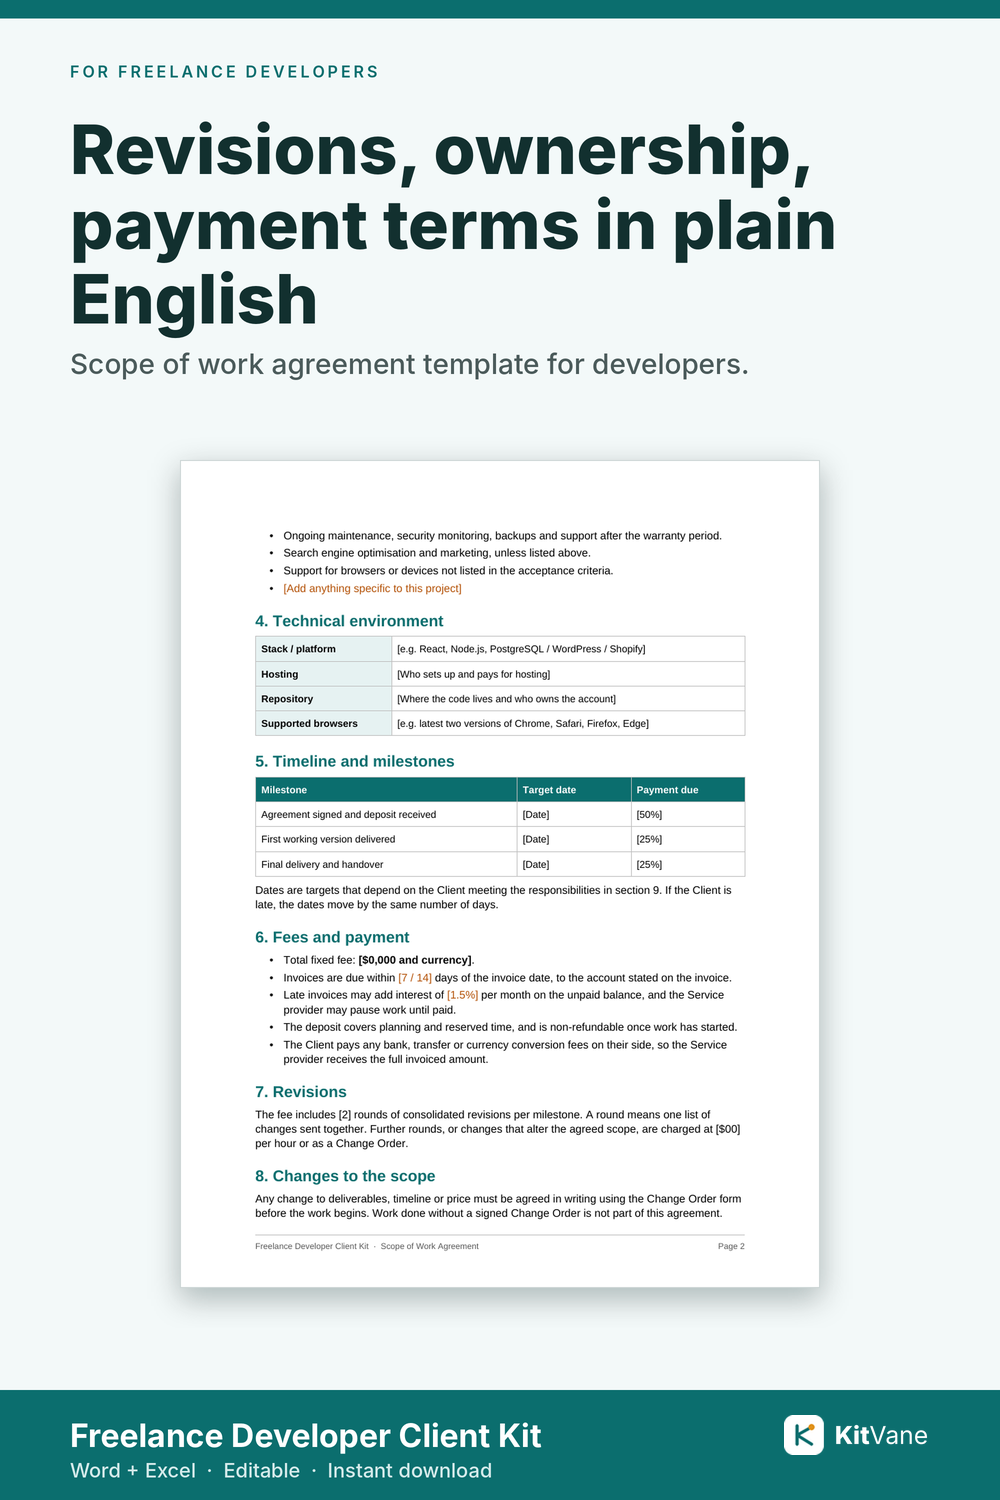 FOR FREELANCE DEVELOPERS
Revisions, ownership,
payment terms in plain
English
Scope of work agreement template for developers.
• Ongoing maintenance, security monitoring, backups and support after the warranty period.
• Search engine optimisation and marketing, unless listed above.
• Support for browsers or devices not listed in the acceptance criteria.
• [Add anything specific to this project]
4. Technical environment
Stack / platform [e.g. React, Node.js, PostgreSQL / WordPress / Shopify]
Hosting [Who sets up and pays for hosting]
Repository [Where the code lives and who owns the account]
Supported browsers [e.g. latest two versions of Chrome, Safari, Firefox, Edge]
5. Timeline and milestones
Milestone Target date Payment due
Agreement signed and deposit received [Date] [50%]
First working version delivered [Date] [25%]
Final delivery and handover [Date] [25%]
Dates are targets that depend on the Client meeting the responsibilities in section 9. If the Client is
late, the dates move by the same number of days.
6. Fees and payment
• Total fixed fee: [$0,000 and currency].
• Invoices are due within [7 / 14] days of the invoice date, to the account stated on the invoice.
• Late invoices may add interest of [1.5%] per month on the unpaid balance, and the Service
provider may pause work until paid.
• The deposit covers planning and reserved time, and is non-refundable once work has started.
• The Client pays any bank, transfer or currency conversion fees on their side, so the Service
provider receives the full invoiced amount.
7. Revisions
The fee includes [2] rounds of consolidated revisions per milestone. A round means one list of
changes sent together. Further rounds, or changes that alter the agreed scope, are charged at [$00]
per hour or as a Change Order.
8. Changes to the scope
Any change to deliverables, timeline or price must be agreed in writing using the Change Order form
before the work begins. Work done without a signed Change Order is not part of this agreement.
Freelance Developer Client Kit · Scope of Work Agreement Page 2
Freelance Developer Client Kit
Word + Excel · Editable · Instant download
KitVane